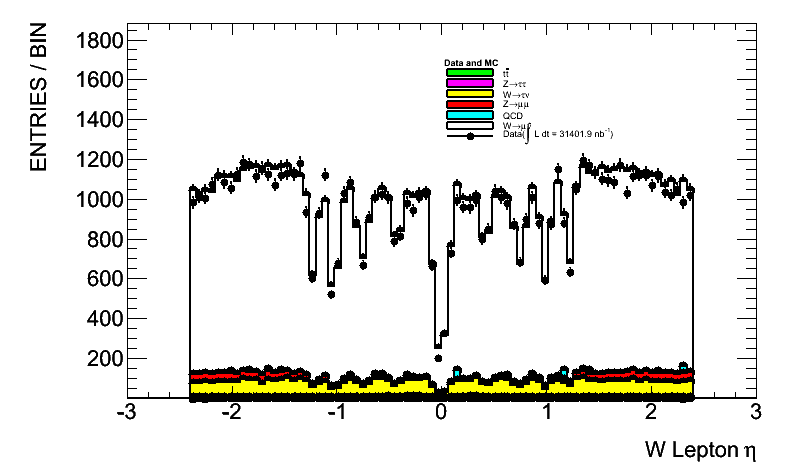 ENTRIES / BIN
1800
1600
1400
1200
1000
800
600
400
200
Data and MC
tt̄
Z→ττ
W→τν
Z→μμ
QCD
W→μν
Data(∫ L dt = 31401.9 nb⁻¹)
-3 -2 -1 0 1 2 3
W Lepton η